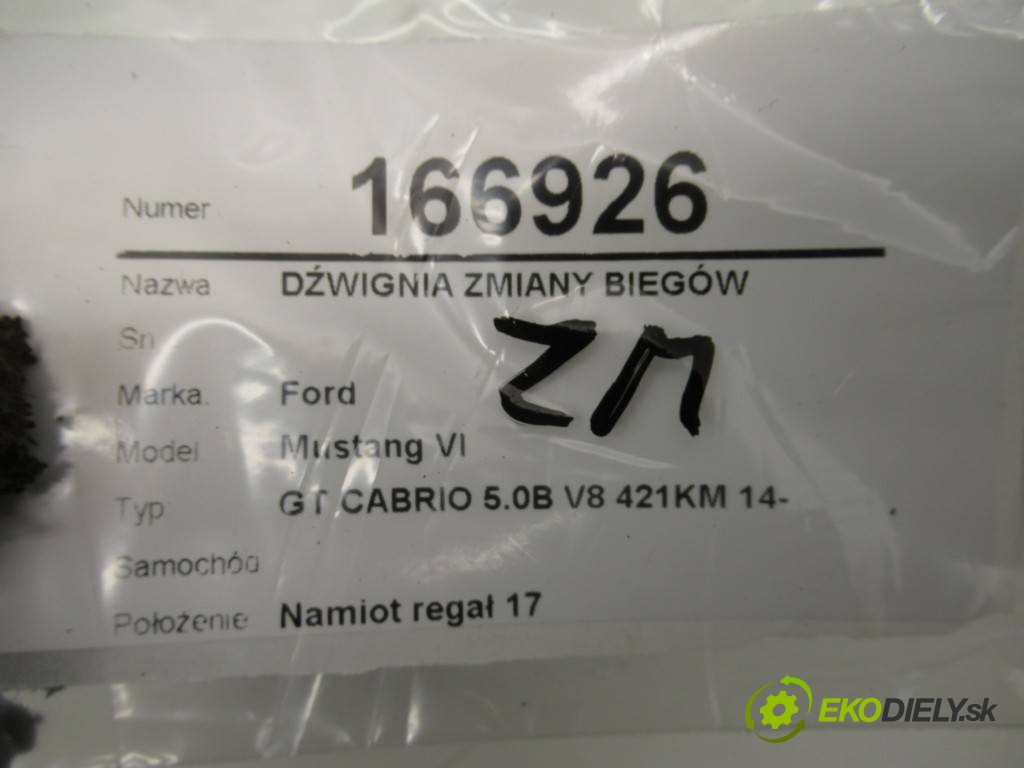 Numer 166926
Nazwa DŹWIGNIA ZMIANY BIEGÓW
Sn
ZM
Marka. Ford
Model Mustang VI
Typ GT CABRIO 5.0B V8 421KM 14-
Samochód
Położenie Namiot regał 17
EKODIELY.sk